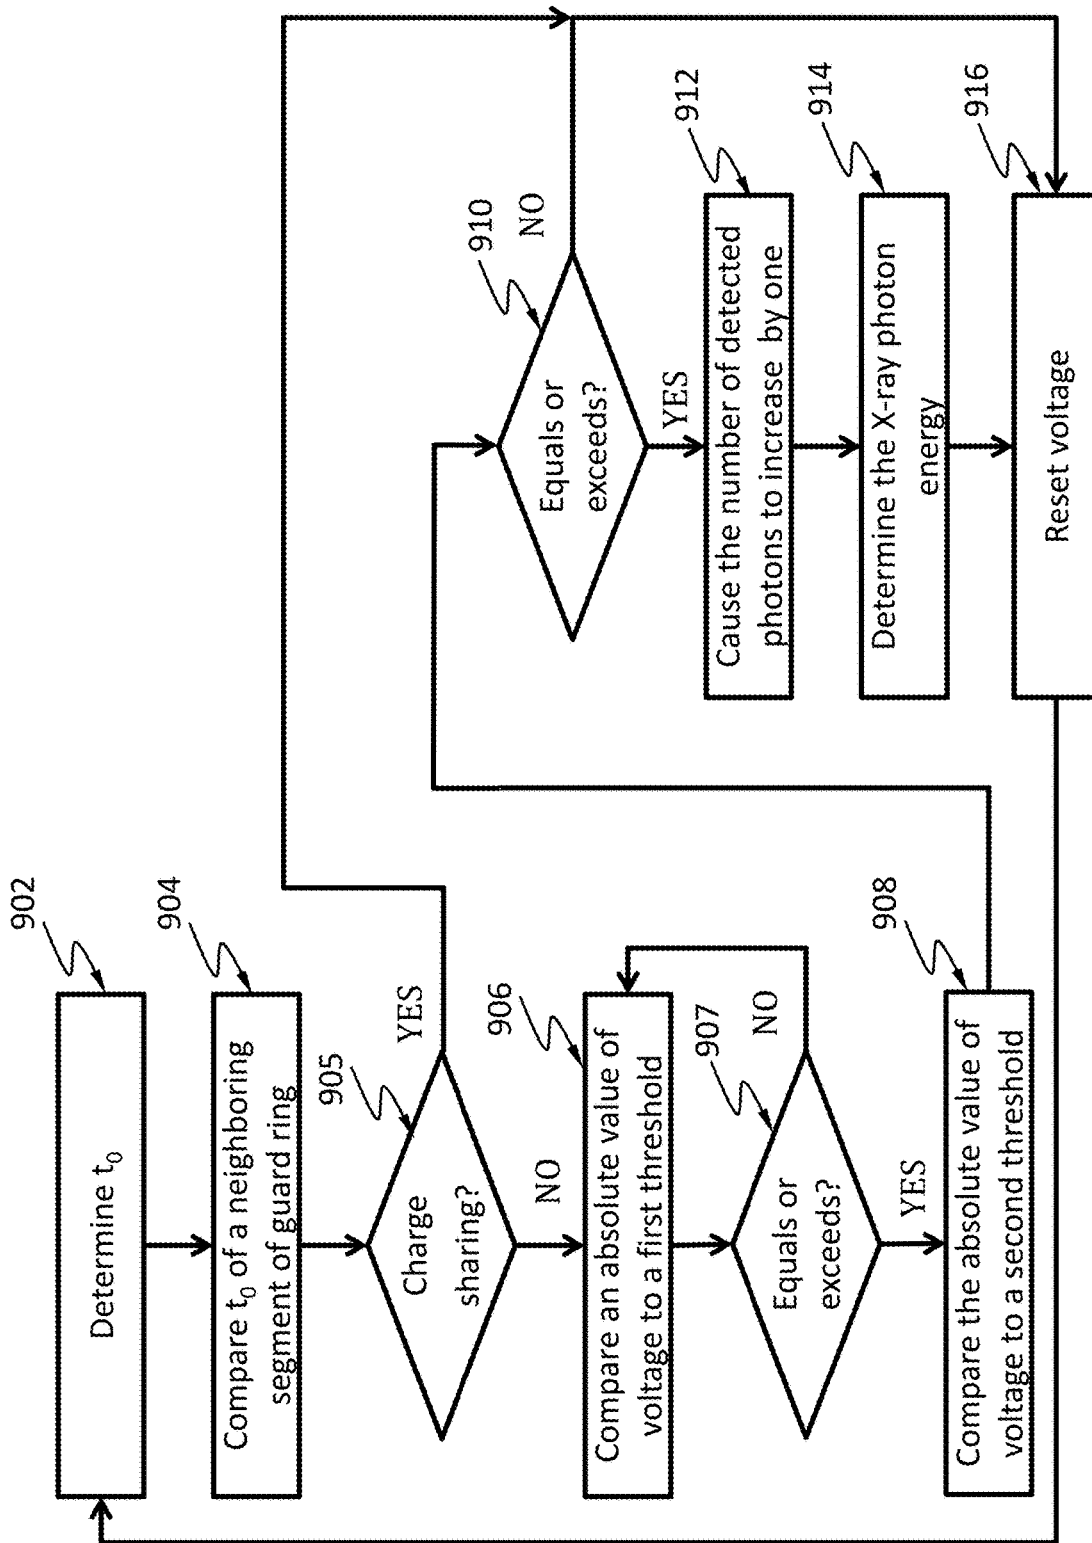 902
Determine t₀
904
Compare t₀ of a neighboring
segment of guard ring
905
Charge
sharing?
YES
NO
906
Compare an absolute value of
voltage to a first threshold
907
Equals or
exceeds?
NO
YES
908
Compare the absolute value of
voltage to a second threshold
910
Equals or
exceeds?
NO
YES
912
Cause the number of detected
photons to increase by one
914
Determine the X-ray photon
energy
916
Reset voltage